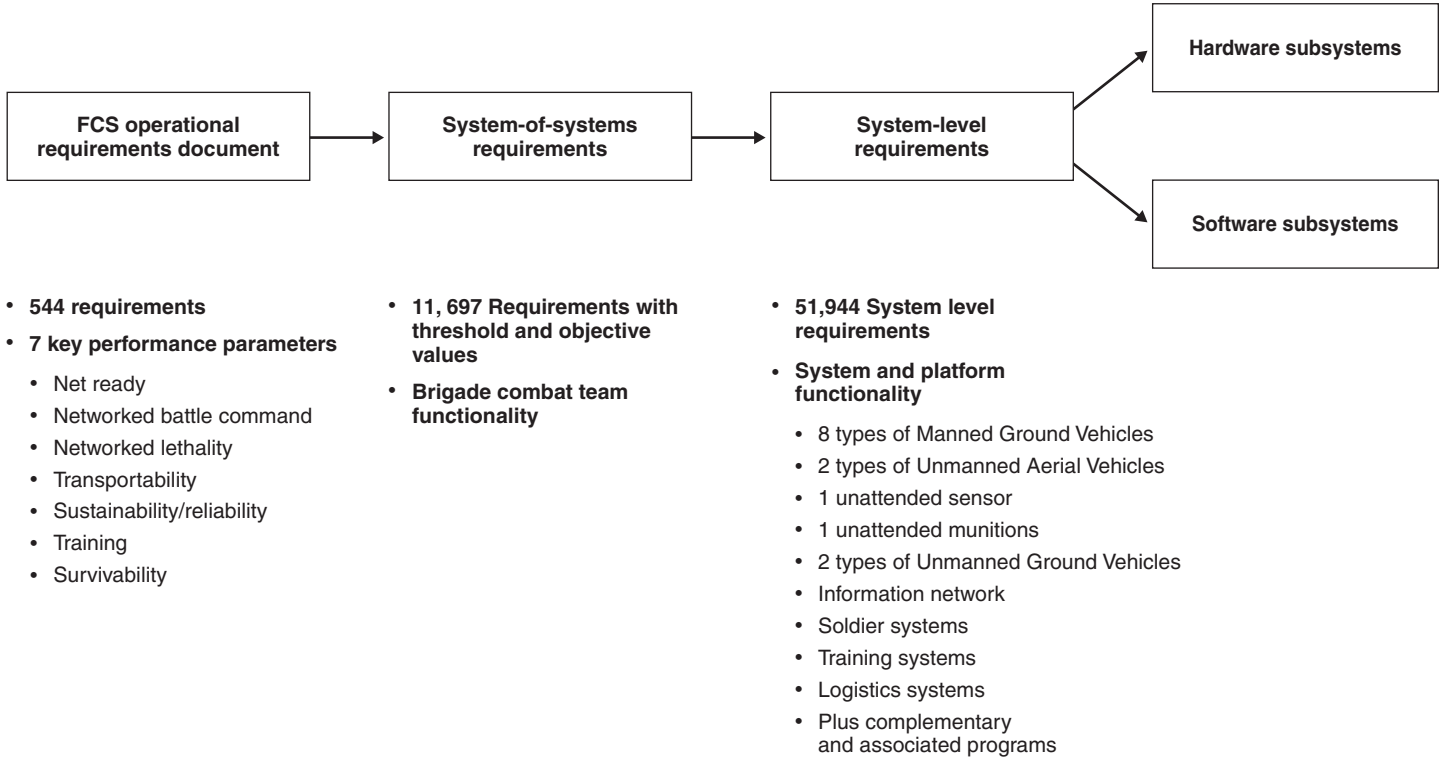 FCS operational
requirements document
System-of-systems
requirements
System-level
requirements
Hardware subsystems
Software subsystems
• 544 requirements
• 7 key performance parameters
• Net ready
• Networked battle command
• Networked lethality
• Transportability
• Sustainability/reliability
• Training
• Survivability
• 11, 697 Requirements with
threshold and objective
values
• Brigade combat team
functionality
• 51,944 System level
requirements
• System and platform
functionality
• 8 types of Manned Ground Vehicles
• 2 types of Unmanned Aerial Vehicles
• 1 unattended sensor
• 1 unattended munitions
• 2 types of Unmanned Ground Vehicles
• Information network
• Soldier systems
• Training systems
• Logistics systems
• Plus complementary
and associated programs